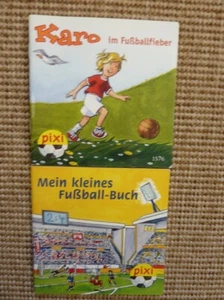 Karo im Fußballfieber
pixi
1576
Mein kleines
Fußball-Buch
pixi